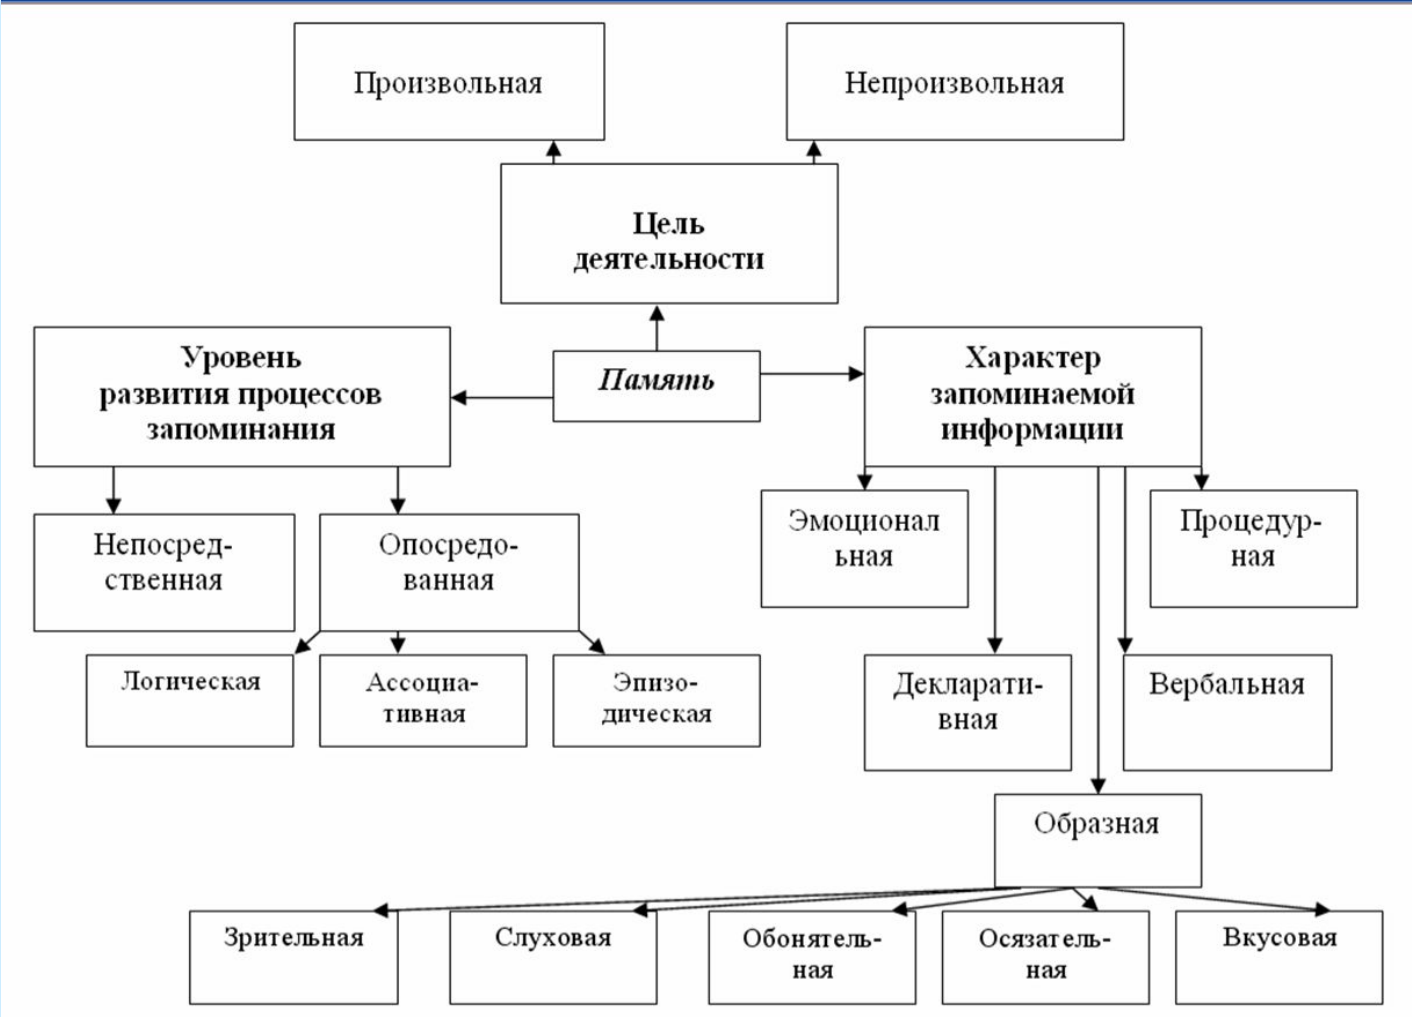 Произвольная
Непроизвольная
Цель
деятельности
Уровень
развития процессов
запоминания
Память
Характер
запоминаемой
информации
Непосред-
ственная
Опосредо-
ванная
Эмоционал
ьная
Процедур-
ная
Логическая
Ассоциа-
тивная
Эпизо-
дическая
Декларати-
вная
Вербальная
Образная
Зрительная
Слуховая
Обонятель-
ная
Осязатель-
ная
Вкусовая